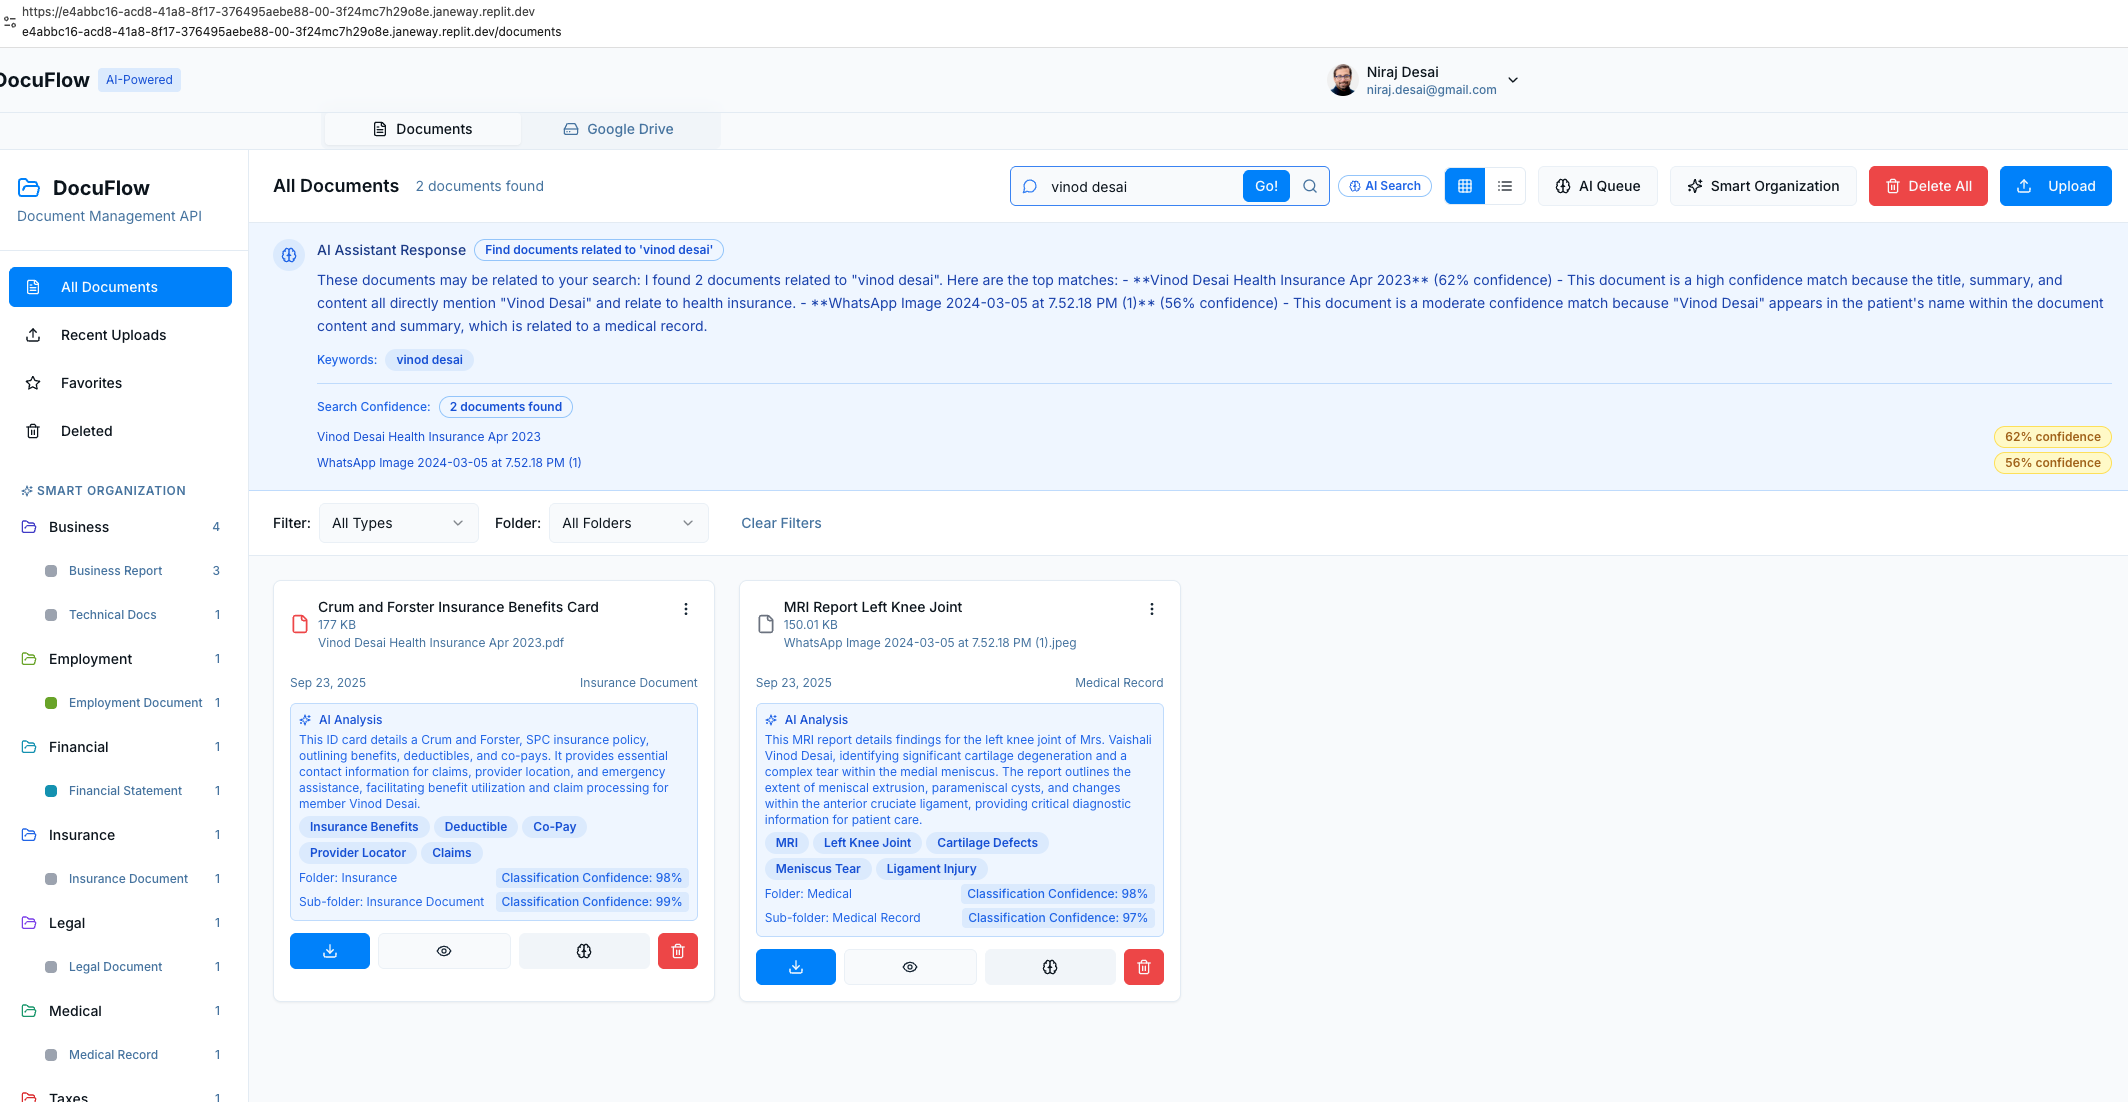 https://e4abbc16-acd8-41a8-8f17-376495aebe88-00-3f24mc7h29o8e.janeway.replit.dev
e4abbc16-acd8-41a8-8f17-376495aebe88-00-3f24mc7h29o8e.janeway.replit.dev/documents
DocuFlow AI-Powered
Niraj Desai
niraj.desai@gmail.com
Documents Google Drive
DocuFlow
Document Management API
All Documents 2 documents found
vinod desai Go! AI Search AI Queue Smart Organization Delete All Upload
All Documents
Recent Uploads
Favorites
Deleted
SMART ORGANIZATION
Business 4
Business Report 3
Technical Docs 1
Employment 1
Employment Document 1
Financial 1
Financial Statement 1
Insurance 1
Insurance Document 1
Legal 1
Legal Document 1
Medical 1
Medical Record 1
Taxes 1
AI Assistant Response Find documents related to 'vinod desai'
These documents may be related to your search: I found 2 documents related to "vinod desai". Here are the top matches: - **Vinod Desai Health Insurance Apr 2023** (62% confidence) - This document is a high confidence match because the title, summary, and
content all directly mention "Vinod Desai" and relate to health insurance. - **WhatsApp Image 2024-03-05 at 7.52.18 PM (1)** (56% confidence) - This document is a moderate confidence match because "Vinod Desai" appears in the patient's name within the document
content and summary, which is related to a medical record.
Keywords: vinod desai
Search Confidence: 2 documents found
Vinod Desai Health Insurance Apr 2023 62% confidence
WhatsApp Image 2024-03-05 at 7.52.18 PM (1) 56% confidence
Filter: All Types Folder: All Folders Clear Filters
Crum and Forster Insurance Benefits Card
177 KB
Vinod Desai Health Insurance Apr 2023.pdf
Sep 23, 2025 Insurance Document
AI Analysis
This ID card details a Crum and Forster, SPC insurance policy,
outlining benefits, deductibles, and co-pays. It provides essential
contact information for claims, provider location, and emergency
assistance, facilitating benefit utilization and claim processing for
member Vinod Desai.
Insurance Benefits Deductible Co-Pay
Provider Locator Claims
Folder: Insurance Classification Confidence: 98%
Sub-folder: Insurance Document Classification Confidence: 99%
MRI Report Left Knee Joint
150.01 KB
WhatsApp Image 2024-03-05 at 7.52.18 PM (1).jpeg
Sep 23, 2025 Medical Record
AI Analysis
This MRI report details findings for the left knee joint of Mrs. Vaishali
Vinod Desai, identifying significant cartilage degeneration and a
complex tear within the medial meniscus. The report outlines the
extent of meniscal extrusion, parameniscal cysts, and changes
within the anterior cruciate ligament, providing critical diagnostic
information for patient care.
MRI Left Knee Joint Cartilage Defects
Meniscus Tear Ligament Injury
Folder: Medical Classification Confidence: 98%
Sub-folder: Medical Record Classification Confidence: 97%